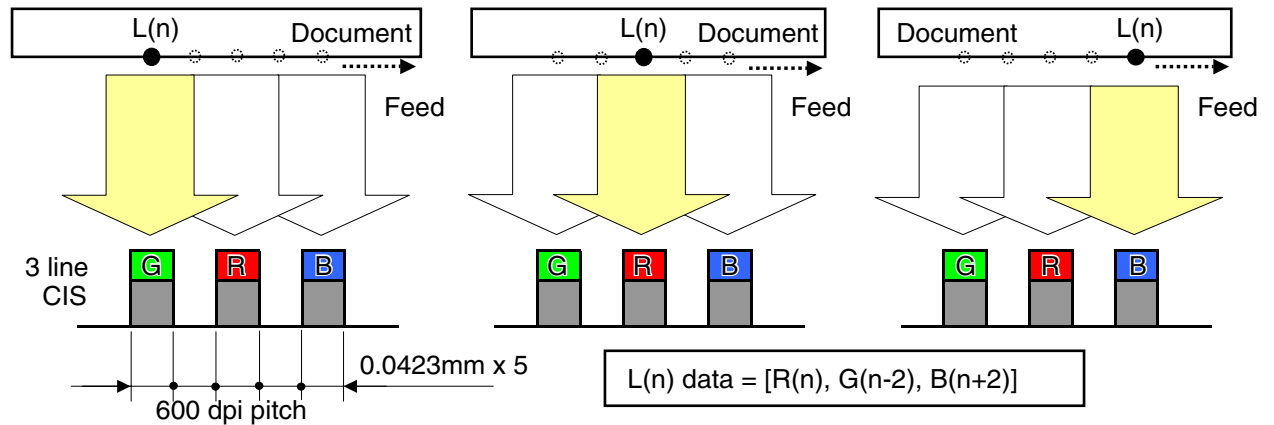 L(n)
Document
Feed
G R B
3 line
CIS
0.0423mm x 5
600 dpi pitch
L(n)
Document
Feed
G R B
Document
L(n)
Feed
G R B
L(n) data = [R(n), G(n-2), B(n+2)]